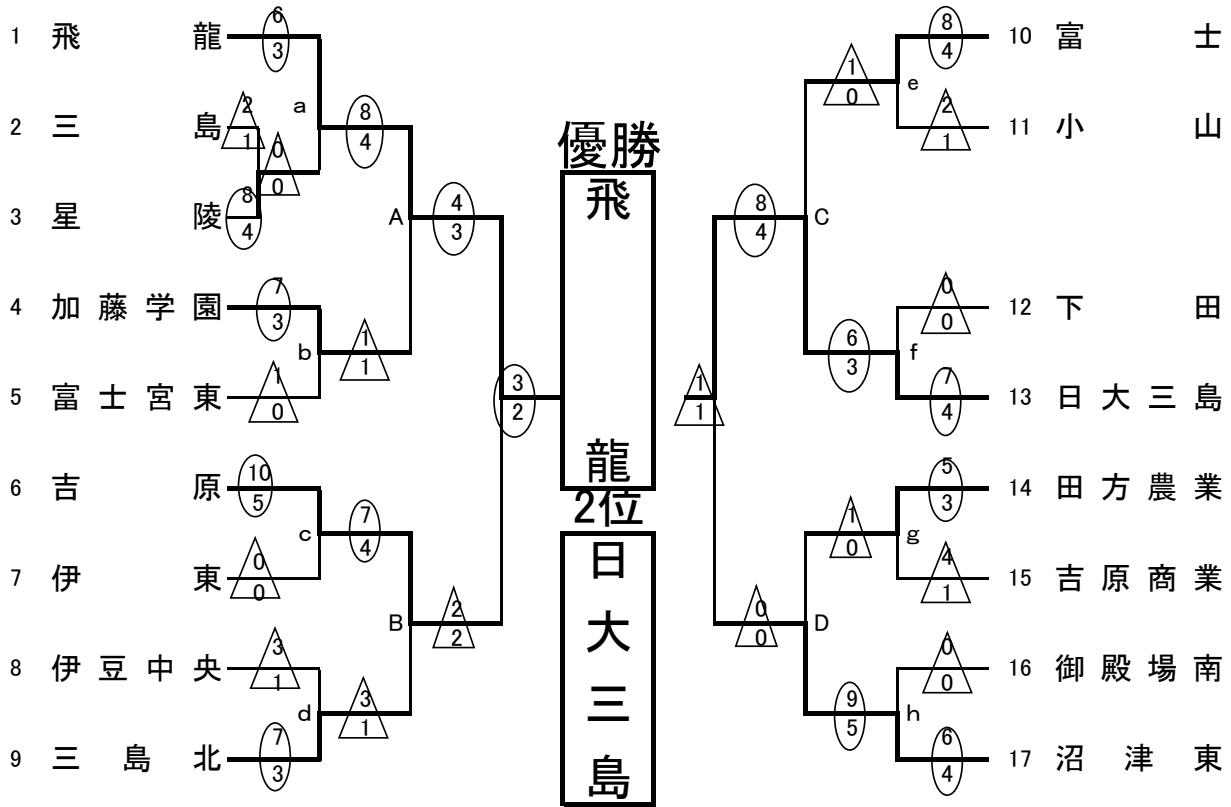 1 飛龍
6
3
a
2 三島
2
1
0
0
8
4
3 星陵
8
4
A
4
3
4 加藤学園
7
3
b
1
1
5 富士宮東
1
0
3
2
6 吉原
10
5
c
7
4
7 伊東
0
0
B
2
2
8 伊豆中央
3
1
d
3
1
9 三島北
7
3
優勝
飛龍
2位
日大三島
10 富士
8
4
1
0
e
11 小山
2
1
8
4
C
12 下田
0
0
6
3
f
13 日大三島
7
4
1
1
14 田方農業
5
3
1
0
g
15 吉原商業
4
1
0
0
D
16 御殿場南
0
0
9
5
h
17 沼津東
6
4